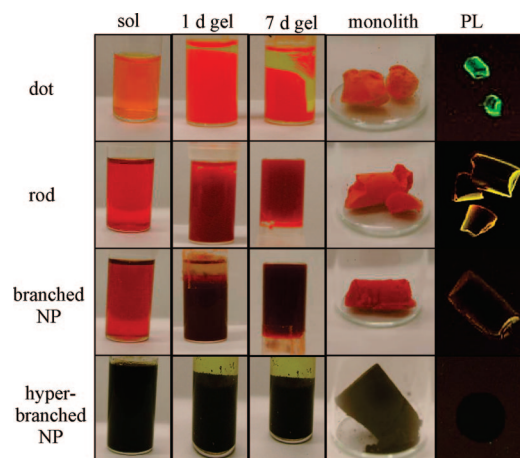 sol 1 d gel 7 d gel monolith PL
dot
rod
branched
NP
hyper-
branched
NP